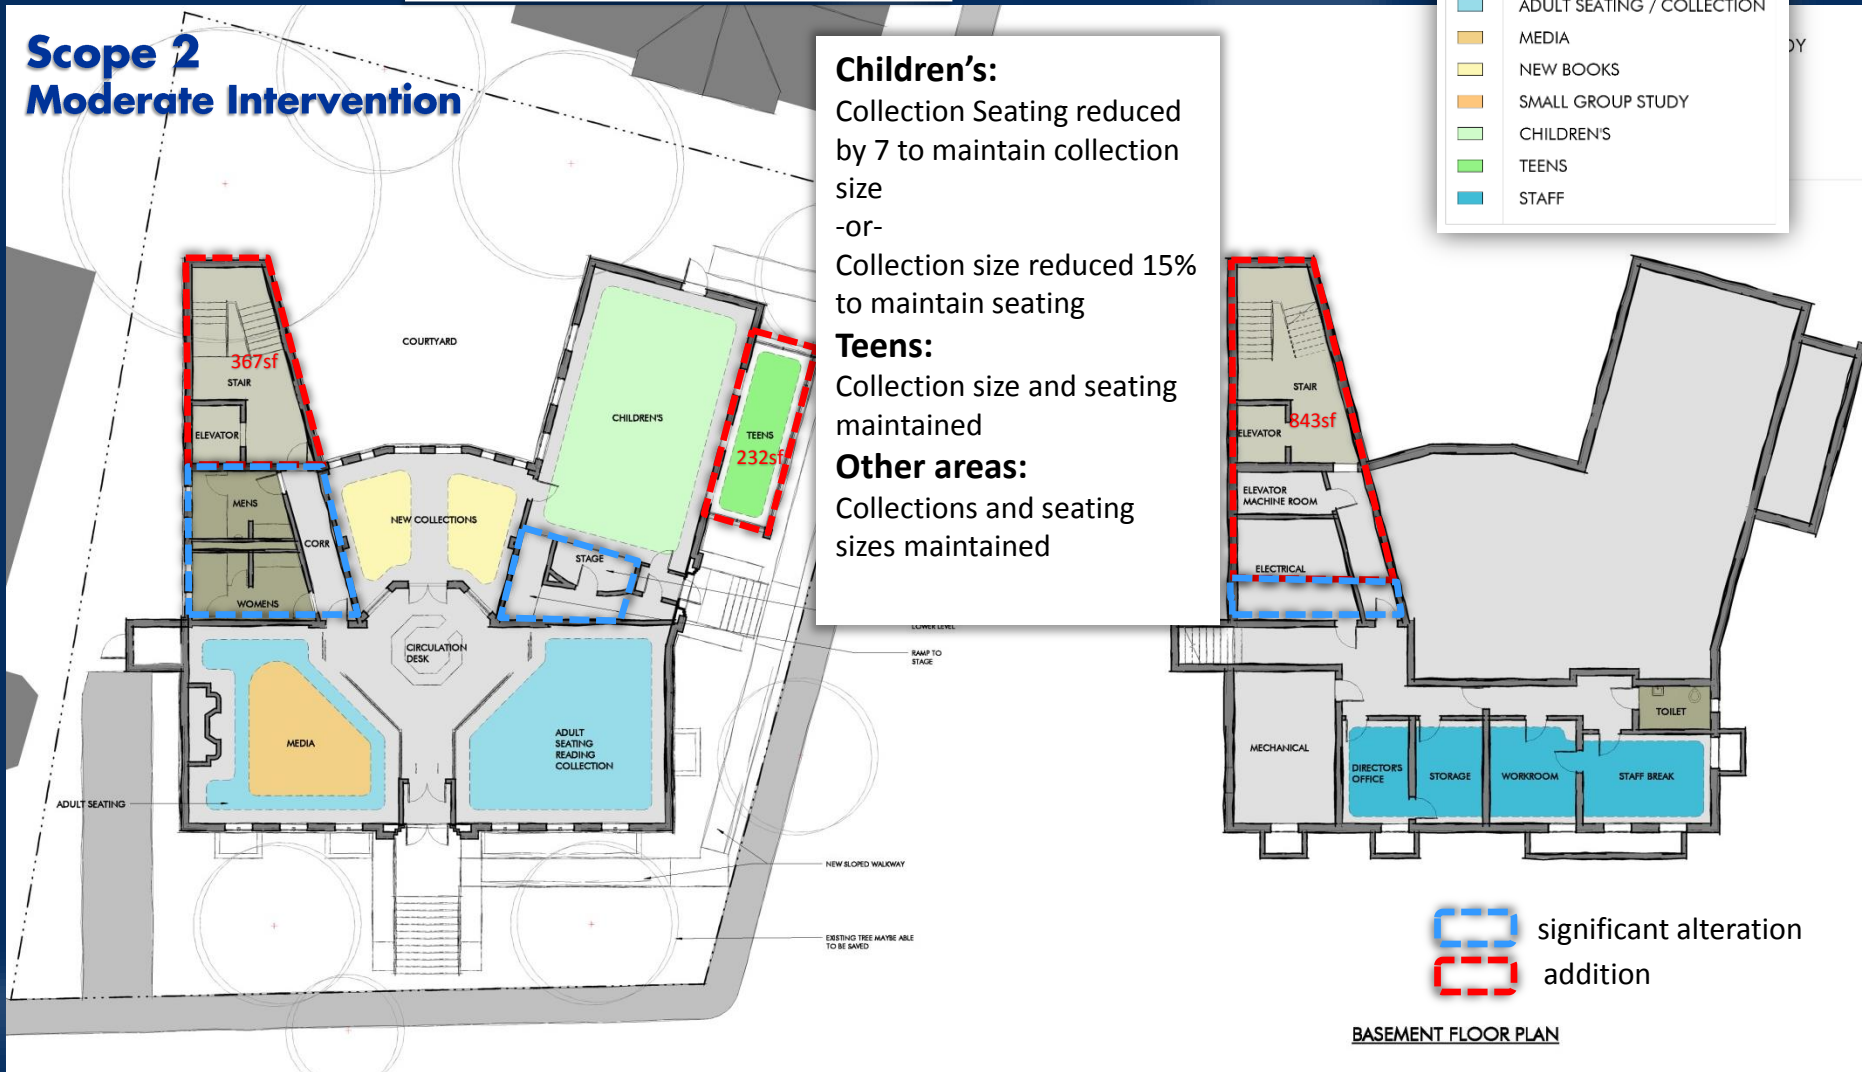 Scope 2
Moderate Intervention
Children's:
Collection Seating reduced
by 7 to maintain collection
size
-or-
Collection size reduced 15%
to maintain seating
Teens:
Collection size and seating
maintained
Other areas:
Collections and seating
sizes maintained
ADULT SEATING / COLLECTION
MEDIA
NEW BOOKS
SMALL GROUP STUDY
CHILDREN'S
TEENS
STAFF
DY
COURTYARD
367sf
STAIR
ELEVATOR
MENS
CORR
WOMENS
NEW COLLECTIONS
CHILDREN'S
TEENS
232sf
STAGE
CIRCULATION
DESK
MEDIA
ADULT
SEATING
READING
COLLECTION
ADULT SEATING
LOWER LEVEL
RAMP TO
STAGE
NEW SLOPED WALKWAY
EXISTING TREE MAYBE ABLE
TO BE SAVED
STAIR
843sf
ELEVATOR
ELEVATOR
MACHINE ROOM
ELECTRICAL
TOILET
MECHANICAL
DIRECTOR'S
OFFICE
STORAGE
WORKROOM
STAFF BREAK
significant alteration
addition
BASEMENT FLOOR PLAN